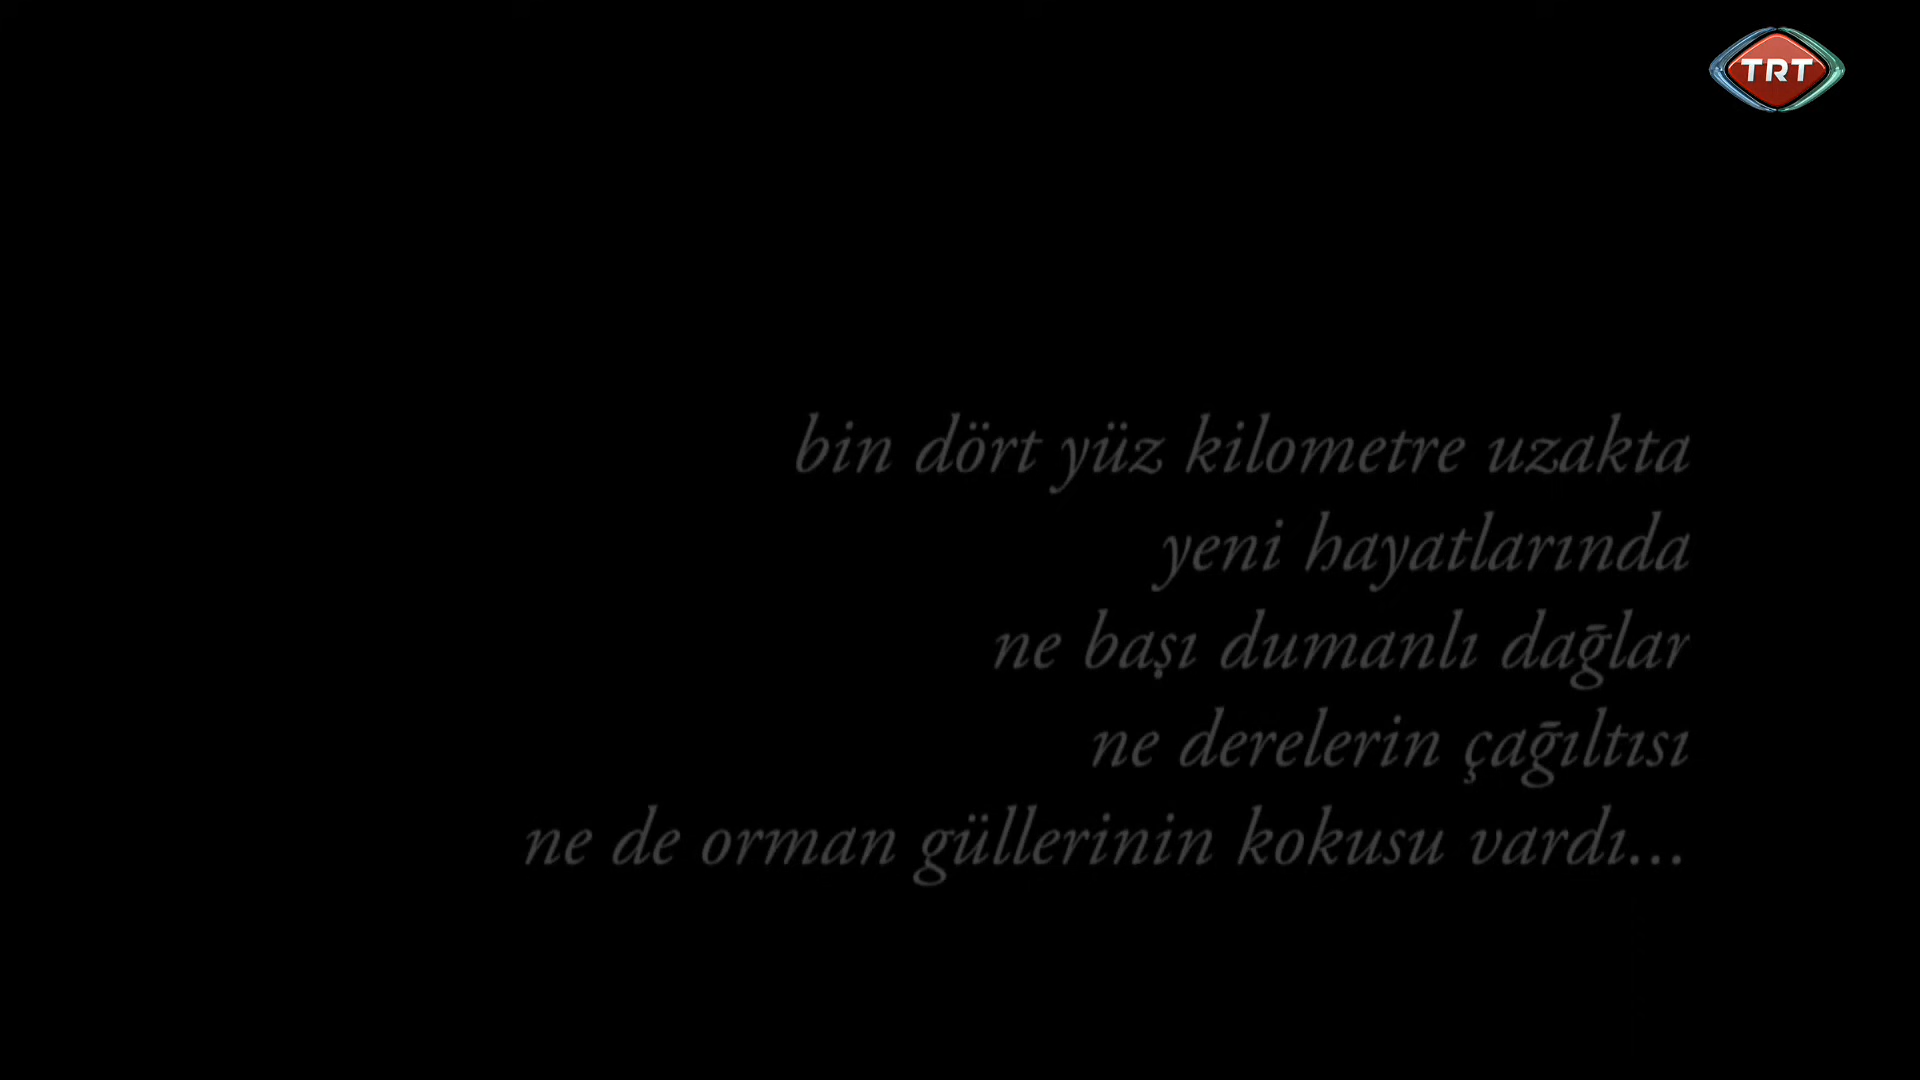 TRT
bin dört yüz kilometre uzakta
yeni hayatlarında
ne başı dumanlı dağlar
ne derelerin çağıltısı
ne de orman güllerinin kokusu vardı...